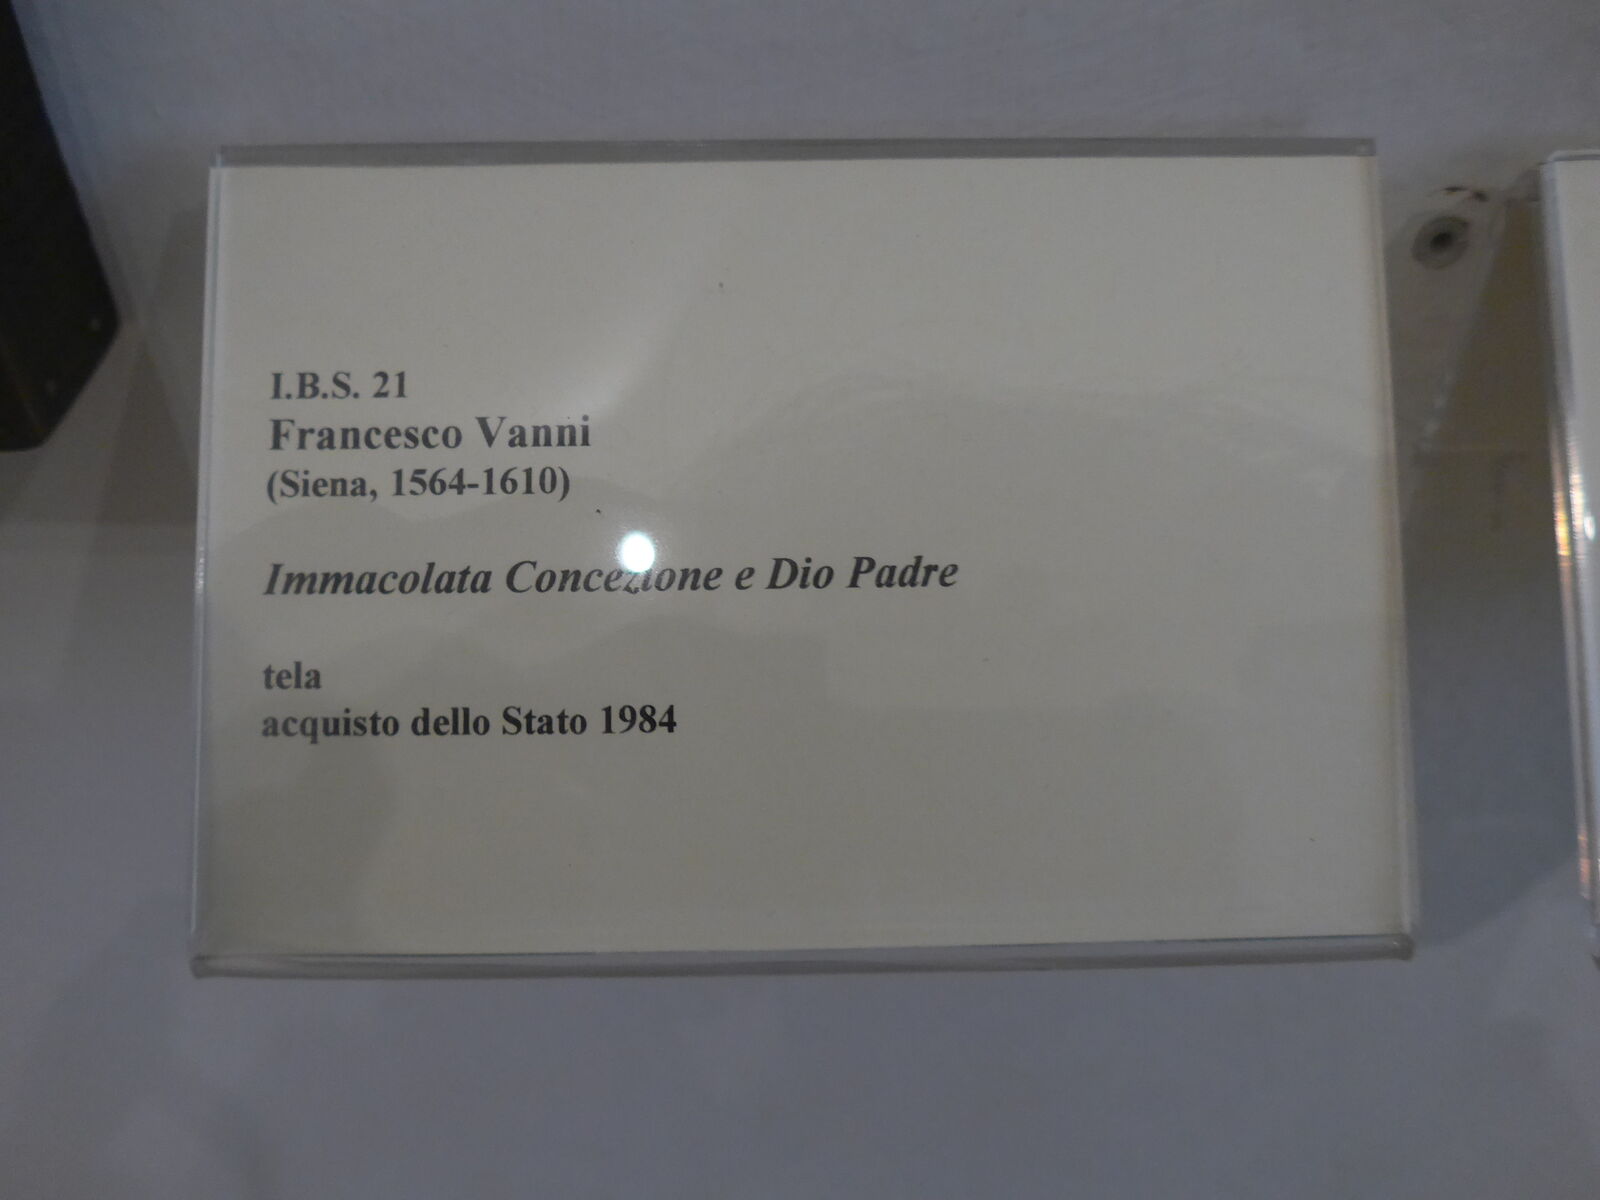 I.B.S. 21
Francesco Vanni
(Siena, 1564-1610)
Immacolata Concezione e Dio Padre
tela
acquisto dello Stato 1984